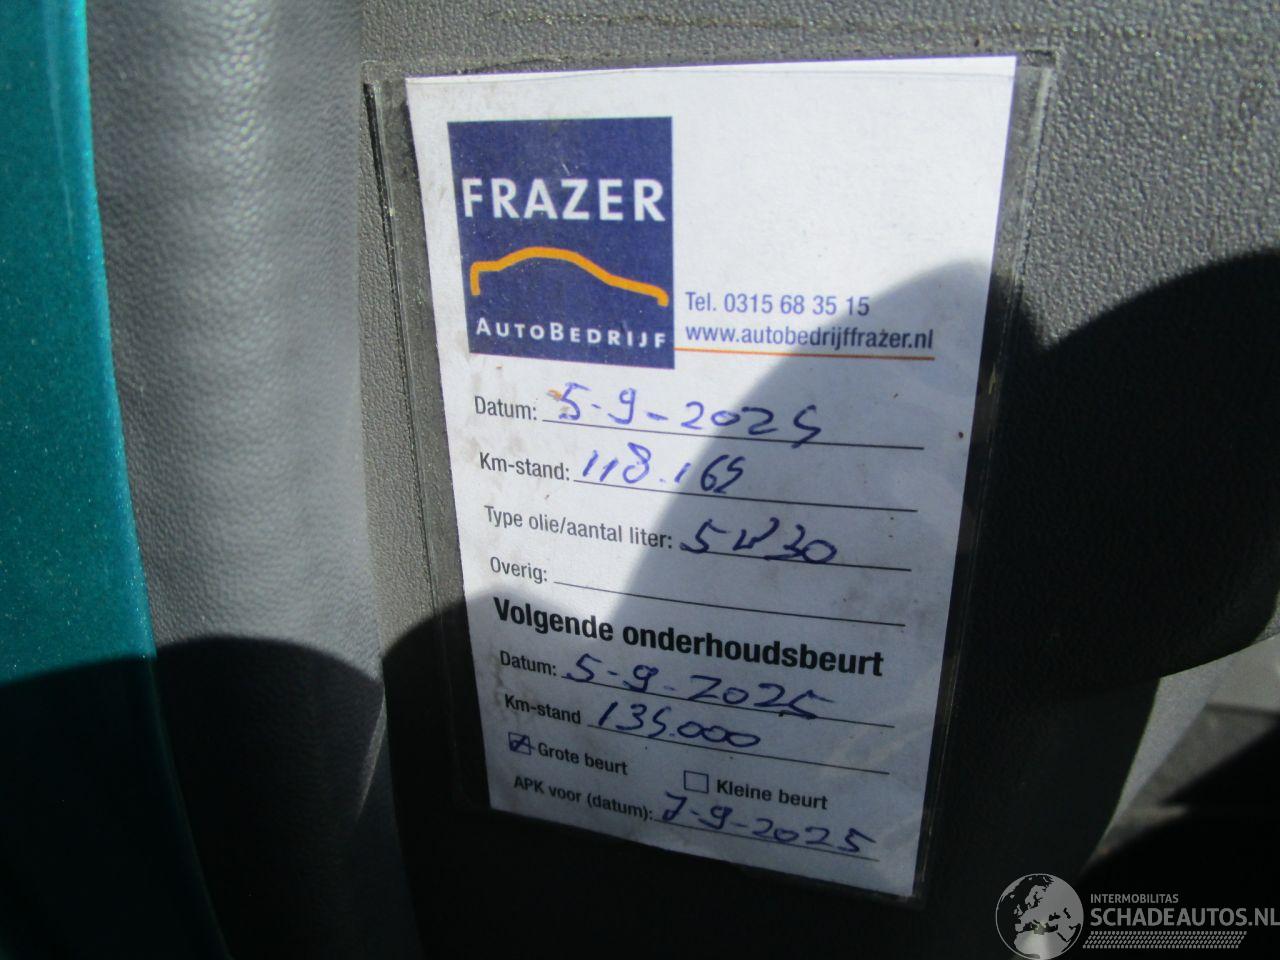 FRAZER
AUTOBEDRIJF
Tel. 0315 68 35 15
www.autobedrijffrazer.nl
Datum: 5-9-2025
Km-stand: 118.165
Type olie/aantal liter: 5W30
Overig:
Volgende onderhoudsbeurt
Datum: 5-9-2025
Km-stand 135.000
Grote beurt Kleine beurt
APK voor (datum): 7-9-2025
INTERMOBILITAS
SCHADEAUTOS.NL